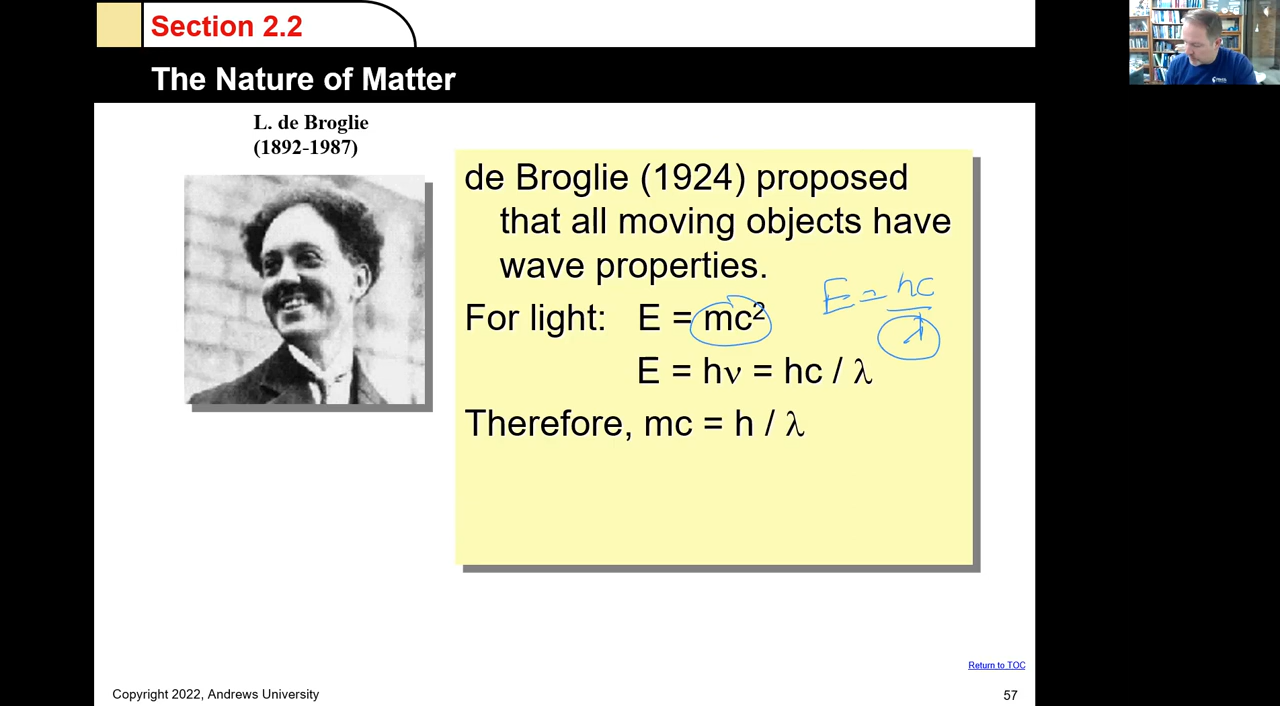 Section 2.2
The Nature of Matter
L. de Broglie
(1892-1987)
de Broglie (1924) proposed
that all moving objects have
wave properties.
E = hc
λ
For light: E = mc²
E = hν = hc / λ
Therefore, mc = h / λ
Return to TOC
Copyright 2022, Andrews University
57